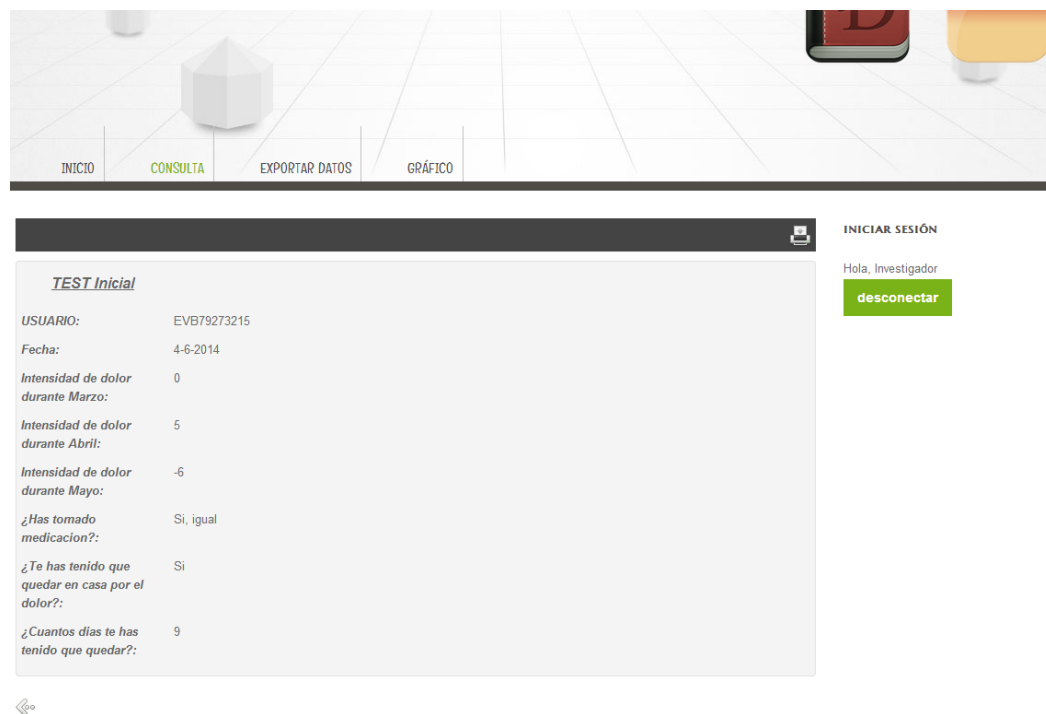 D
INICIO CONSULTA EXPORTAR DATOS GRÁFICO
INICIAR SESIÓN
Hola, Investigador
desconectar
TEST Inicial
USUARIO: EVB79273215
Fecha: 4-6-2014
Intensidad de dolor 0
durante Marzo:
Intensidad de dolor 5
durante Abril:
Intensidad de dolor -6
durante Mayo:
¿Has tomado Si, igual
medicacion?:
¿Te has tenido que Si
quedar en casa por el
dolor?:
¿Cuantos dias te has 9
tenido que quedar?: